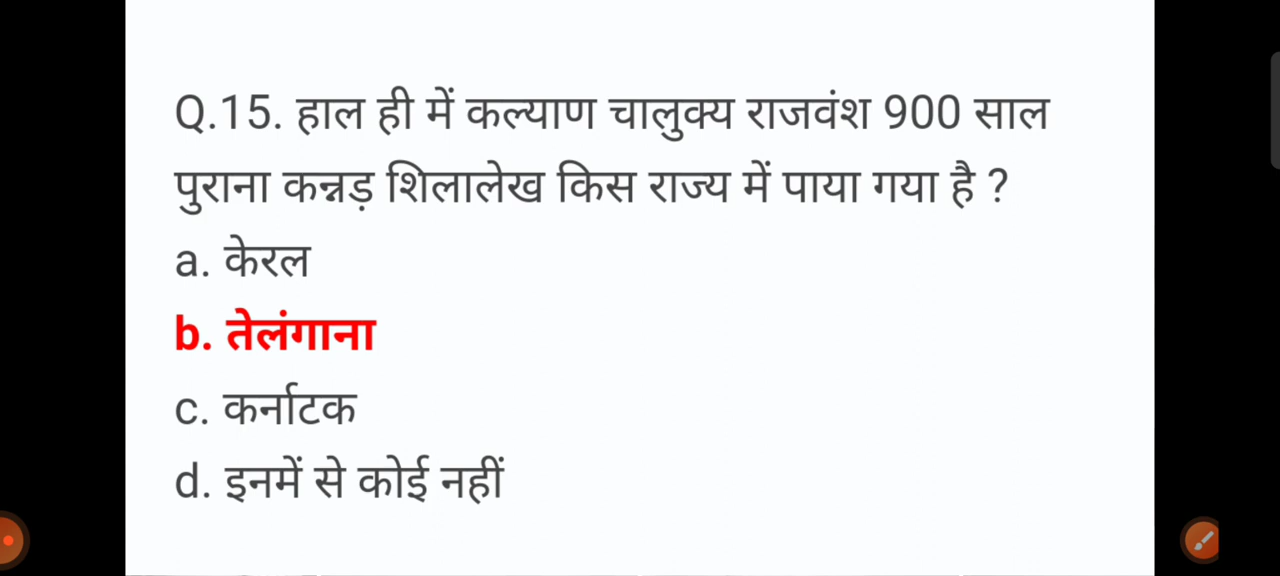 Q.15. हाल ही में कल्याण चालुक्य राजवंश 900 साल
पुराना कन्नड़ शिलालेख किस राज्य में पाया गया है ?
a. केरल
b. तेलंगाना
c. कर्नाटक
d. इनमें से कोई नहीं